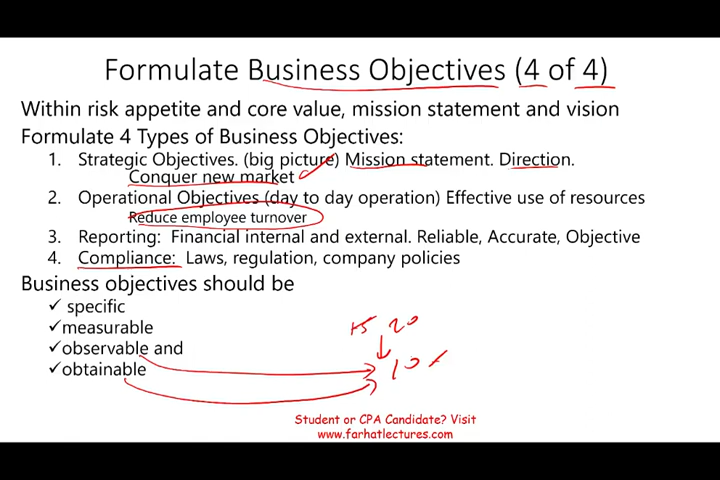 Formulate Business Objectives (4 of 4)
Within risk appetite and core value, mission statement and vision
Formulate 4 Types of Business Objectives:
1. Strategic Objectives. (big picture) Mission statement. Direction.
Conquer new market
2. Operational Objectives (day to day operation) Effective use of resources
Reduce employee turnover
3. Reporting: Financial internal and external. Reliable, Accurate, Objective
4. Compliance: Laws, regulation, company policies
Business objectives should be
✓ specific
✓measurable
✓observable and
✓obtainable
15 20
10
Student or CPA Candidate? Visit
www.farhatlectures.com